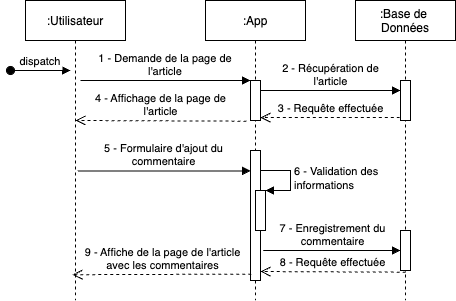 :Utilisateur
:App
:Base de
Données
dispatch
1 - Demande de la page de
l'article
2 - Récupération de
l'article
4 - Affichage de la page de
l'article
3 - Requête effectuée
5 - Formulaire d'ajout du
commentaire
6 - Validation des
informations
7 - Enregistrement du
commentaire
9 - Affiche de la page de l'article
avec les commentaires
8 - Requête effectuée